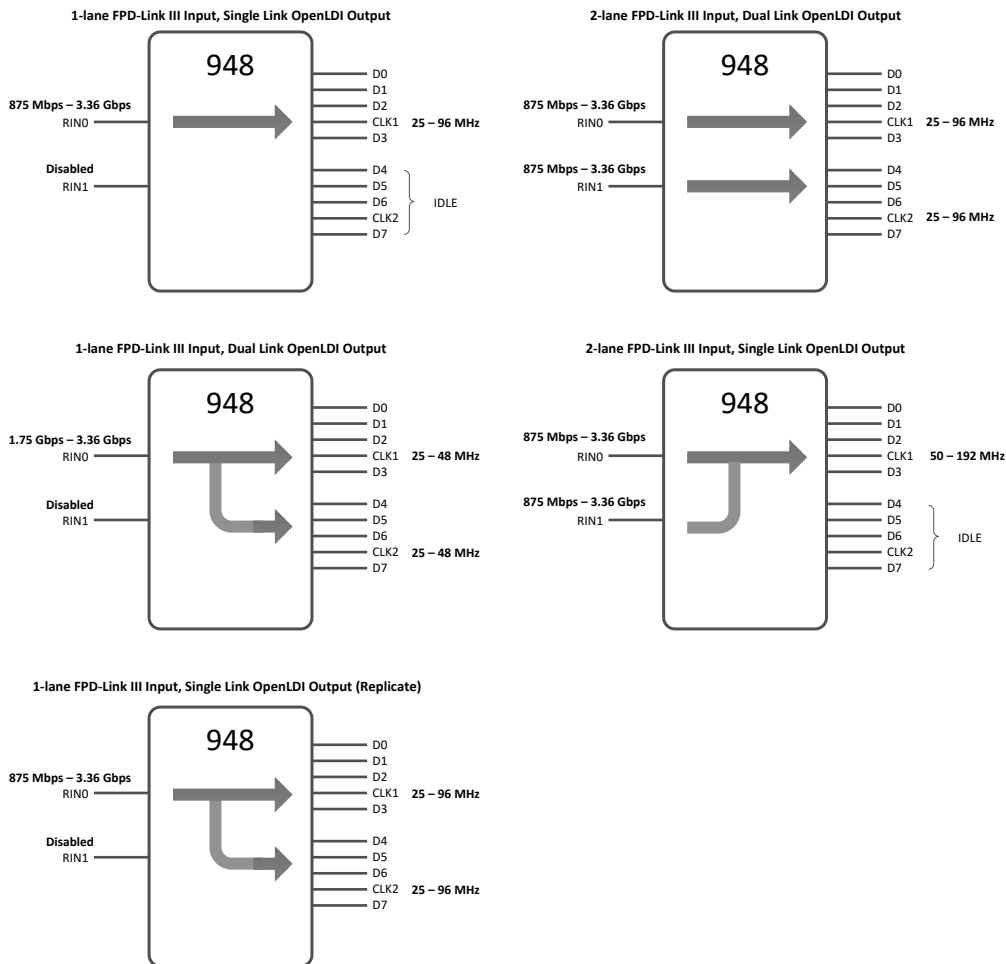 1-lane FPD-Link III Input, Single Link OpenLDI Output
948
875 Mbps – 3.36 Gbps
RIN0
Disabled
RIN1
D0
D1
D2
CLK1 25 – 96 MHz
D3
D4
D5
D6
CLK2
D7
IDLE
2-lane FPD-Link III Input, Dual Link OpenLDI Output
948
875 Mbps – 3.36 Gbps
RIN0
875 Mbps – 3.36 Gbps
RIN1
D0
D1
D2
CLK1 25 – 96 MHz
D3
D4
D5
D6
CLK2 25 – 96 MHz
D7
1-lane FPD-Link III Input, Dual Link OpenLDI Output
948
1.75 Gbps – 3.36 Gbps
RIN0
Disabled
RIN1
D0
D1
D2
CLK1 25 – 48 MHz
D3
D4
D5
D6
CLK2 25 – 48 MHz
D7
2-lane FPD-Link III Input, Single Link OpenLDI Output
948
875 Mbps – 3.36 Gbps
RIN0
875 Mbps – 3.36 Gbps
RIN1
D0
D1
D2
CLK1 50 – 192 MHz
D3
D4
D5
D6
CLK2
D7
IDLE
1-lane FPD-Link III Input, Single Link OpenLDI Output (Replicate)
948
875 Mbps – 3.36 Gbps
RIN0
Disabled
RIN1
D0
D1
D2
CLK1 25 – 96 MHz
D3
D4
D5
D6
CLK2 25 – 96 MHz
D7